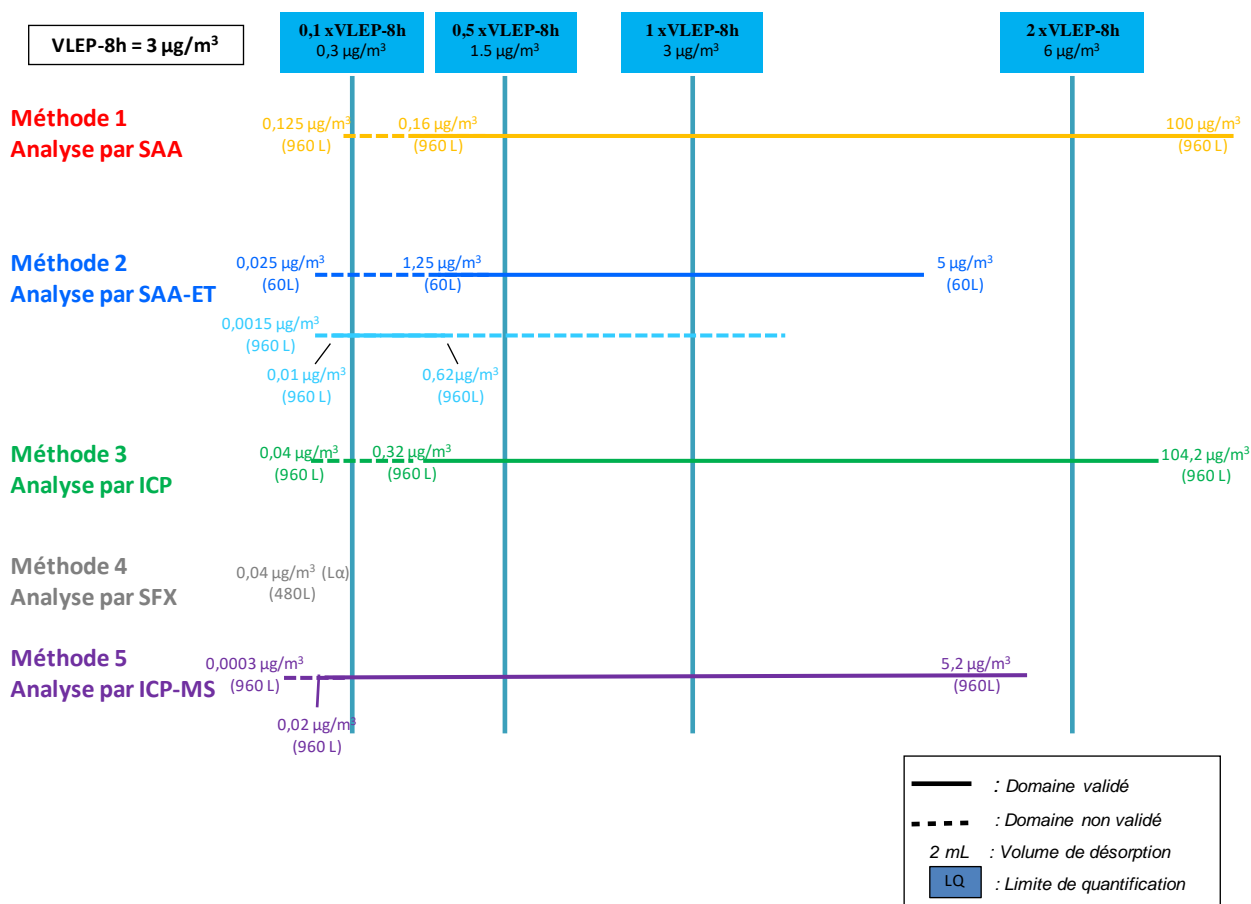 VLEP-8h = 3 µg/m³
0,1 xVLEP-8h
0,3 µg/m³
0,5 xVLEP-8h
1.5 µg/m³
1 xVLEP-8h
3 µg/m³
2 xVLEP-8h
6 µg/m³
Méthode 1
Analyse par SAA
0,125 µg/m³
(960 L)
0,16 µg/m³
(960 L)
100 µg/m³
(960 L)
Méthode 2
Analyse par SAA-ET
0,025 µg/m³
(60L)
1,25 µg/m³
(60L)
5 µg/m³
(60L)
0,0015 µg/m³
(960 L)
0,01 µg/m³
(960 L)
0,62µg/m³
(960L)
Méthode 3
Analyse par ICP
0,04 µg/m³
(960 L)
0,32 µg/m³
(960 L)
104,2 µg/m³
(960 L)
Méthode 4
Analyse par SFX
0,04 µg/m³ (Lα)
(480L)
Méthode 5
Analyse par ICP-MS
0,0003 µg/m³
(960 L)
0,02 µg/m³
(960 L)
5,2 µg/m³
(960L)
: Domaine validé
: Domaine non validé
2 mL : Volume de désorption
LQ : Limite de quantification